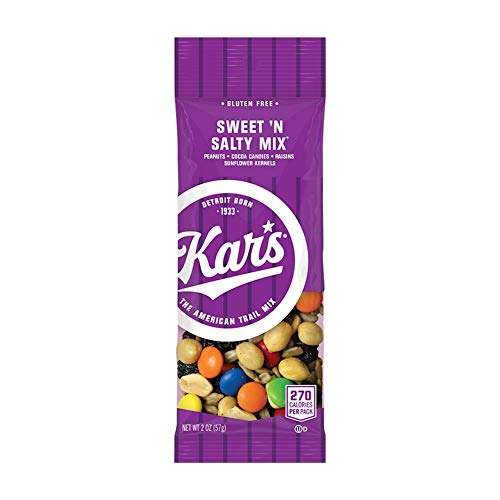 • GLUTEN FREE •
SWEET 'N
SALTY MIX™
PEANUTS • COCOA CANDIES • RAISINS
SUNFLOWER KERNELS
DETROIT BORN
• 1933 •
Kar's®
THE AMERICAN TRAIL MIX
270
CALORIES
PER PACK
NET WT 2 OZ (57g)
U D